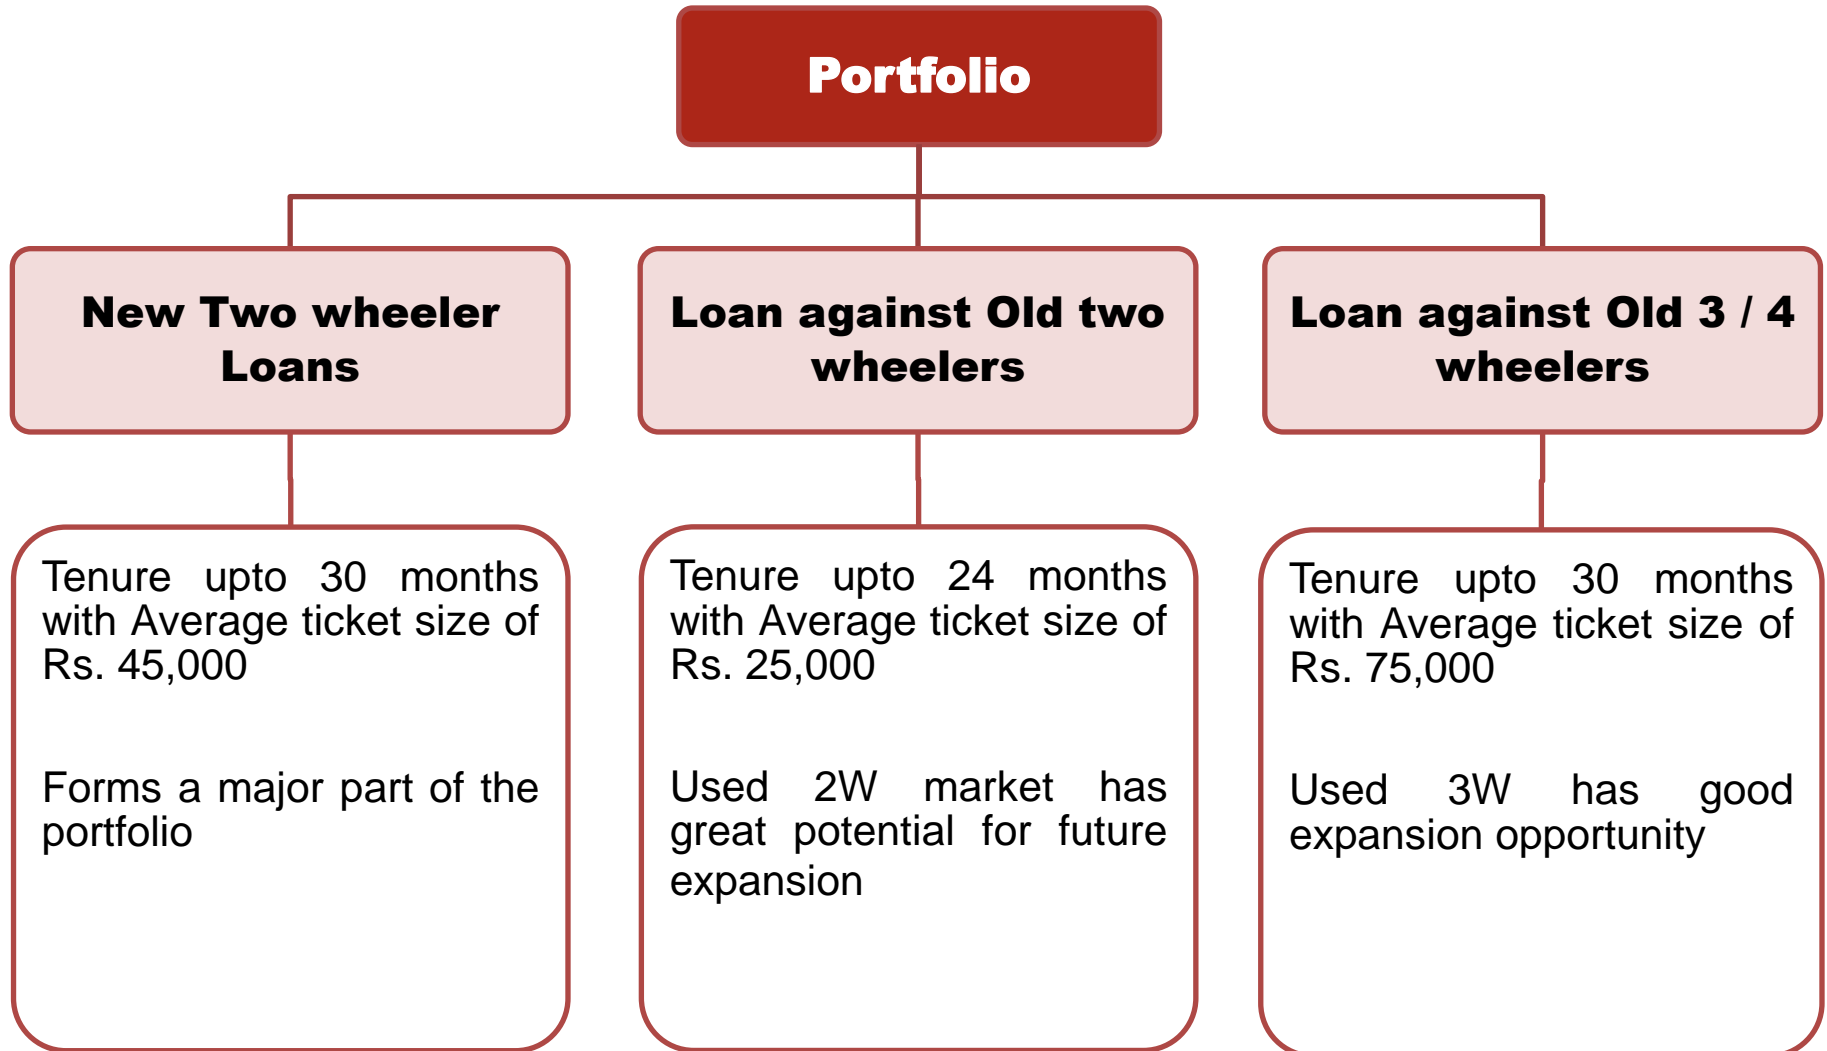 Portfolio
New Two wheeler
Loans
Loan against Old two
wheelers
Loan against Old 3 / 4
wheelers
Tenure upto 30 months
with Average ticket size of
Rs. 45,000
Forms a major part of the
portfolio
Tenure upto 24 months
with Average ticket size of
Rs. 25,000
Used 2W market has
great potential for future
expansion
Tenure upto 30 months
with Average ticket size of
Rs. 75,000
Used 3W has good
expansion opportunity